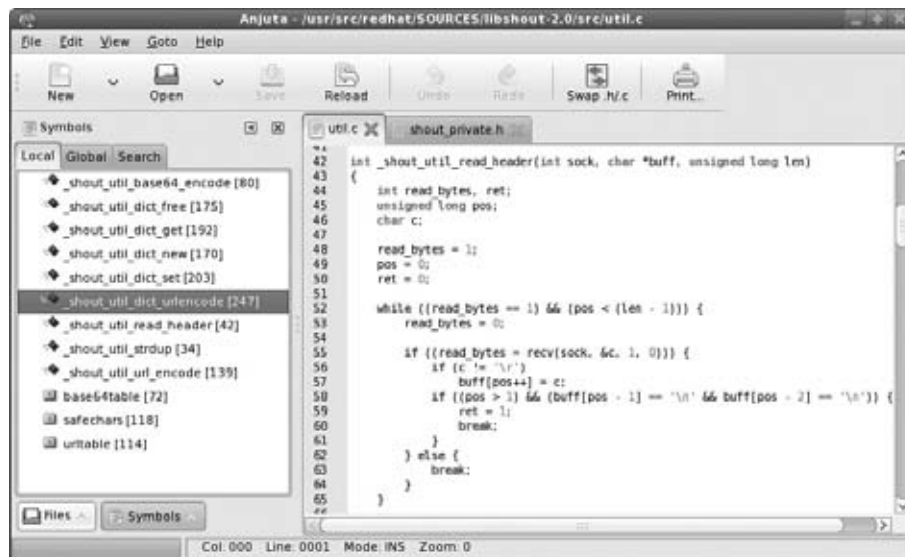 Anjuta - /usr/src/redhat/SOURCES/libshout-2.0/src/util.c
File Edit View Goto Help
New Open Save Reload Undo Redo Swap .h/.c Print...
Symbols
Local Global Search
_shout_util_base64_encode [80]
_shout_util_dict_free [175]
_shout_util_dict_get [192]
_shout_util_dict_new [170]
_shout_util_dict_set [203]
_shout_util_dict_urlencode [247]
_shout_util_read_header [42]
_shout_util_strdup [34]
_shout_util_url_encode [139]
base64table [72]
safechars [118]
urltable [114]
Files Symbols
util.c shout_private.h
41
42 int _shout_util_read_header(int sock, char *buff, unsigned long len)
43 {
44 int read_bytes, ret;
45 unsigned long pos;
46 char c;
47
48 read_bytes = 1;
49 pos = 0;
50 ret = 0;
51
52 while ((read_bytes == 1) && (pos < (len - 1))) {
53 read_bytes = 0;
54
55 if ((read_bytes = recv(sock, &c, 1, 0))) {
56 if (c != '\r')
57 buff[pos++] = c;
58 if ((pos > 1) && (buff[pos - 1] == '\n' && buff[pos - 2] == '\n')) {
59 ret = 1;
60 break;
61 }
62 } else {
63 break;
64 }
65 }
66
Col: 000 Line: 0001 Mode: INS Zoom: 0